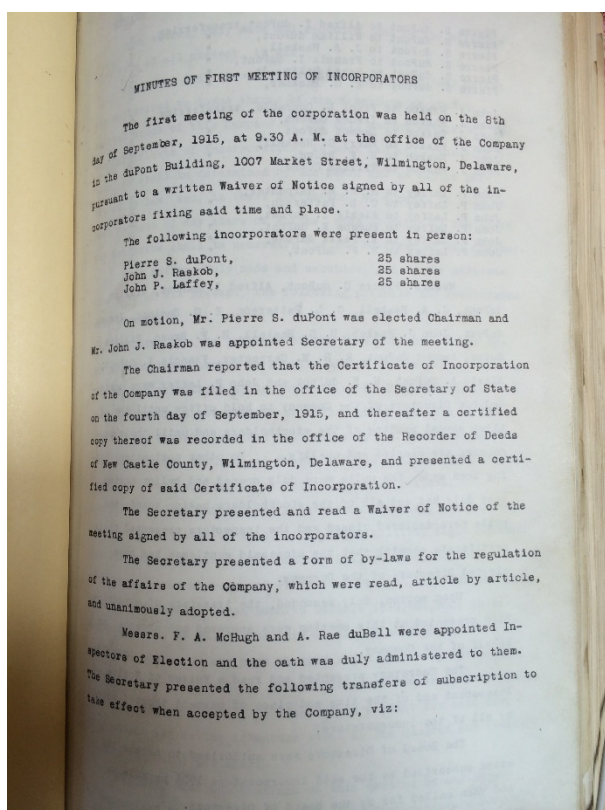 MINUTES OF FIRST MEETING OF INCORPORATORS
The first meeting of the corporation was held on the 8th
day of September, 1915, at 9.30 A. M. at the office of the Company
in the duPont Building, 1007 Market Street, Wilmington, Delaware,
pursuant to a written Waiver of Notice signed by all of the in-
corporators fixing said time and place.
The following incorporators were present in person:
Pierre S. duPont, 25 shares
John J. Raskob, 25 shares
John P. Laffey, 25 shares
On motion, Mr. Pierre S. duPont was elected Chairman and
Mr. John J. Raskob was appointed Secretary of the meeting.
The Chairman reported that the Certificate of Incorporation
of the Company was filed in the office of the Secretary of State
on the fourth day of September, 1915, and thereafter a certified
copy thereof was recorded in the office of the Recorder of Deeds
of New Castle County, Wilmington, Delaware, and presented a certi-
fied copy of said Certificate of Incorporation.
The Secretary presented and read a Waiver of Notice of the
meeting signed by all of the incorporators.
The Secretary presented a form of by-laws for the regulation
of the affairs of the Company, which were read, article by article,
and unanimously adopted.
Messrs. F. A. McHugh and A. Rae duBell were appointed In-
spectors of Election and the oath was duly administered to them.
The Secretary presented the following transfers of subscription to
take effect when accepted by the Company, viz: